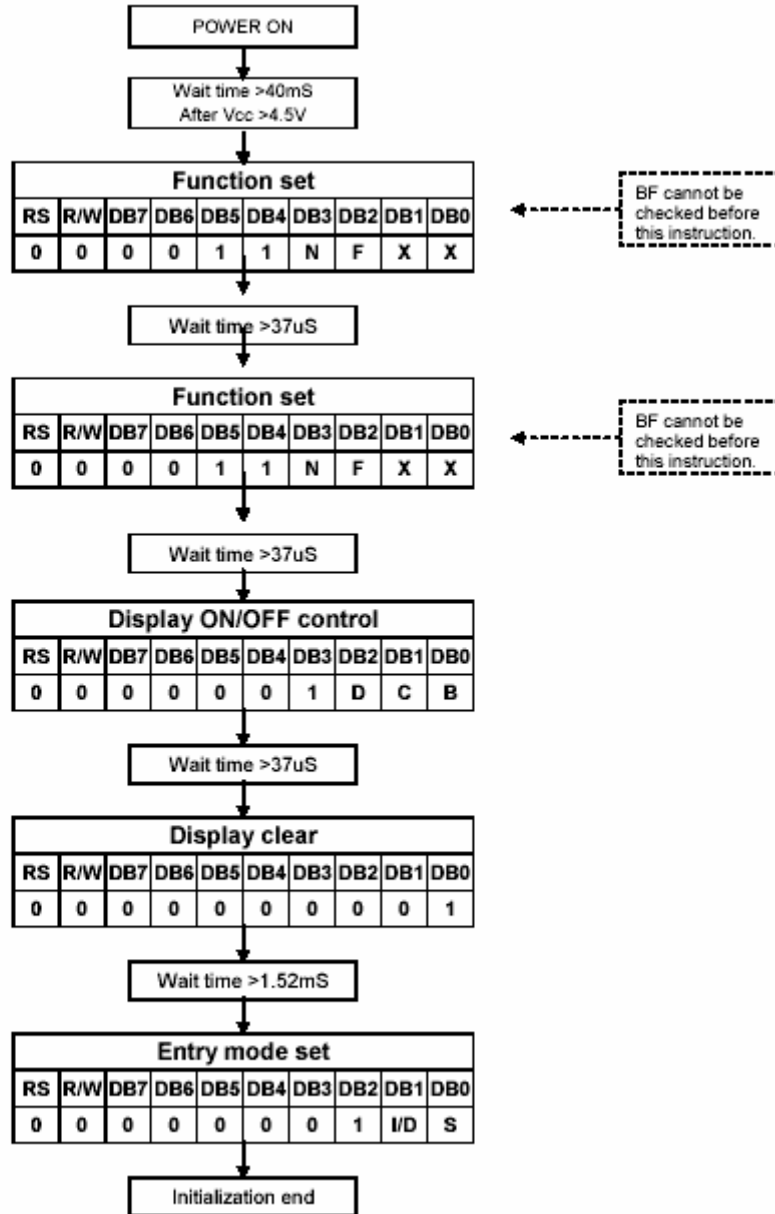 POWER ON
Wait time >40mS
After Vcc >4.5V
Function set
RS R/W DB7 DB6 DB5 DB4 DB3 DB2 DB1 DB0
0 0 0 0 1 1 N F X X
BF cannot be
checked before
this instruction.
Wait time >37uS
Function set
RS R/W DB7 DB6 DB5 DB4 DB3 DB2 DB1 DB0
0 0 0 0 1 1 N F X X
BF cannot be
checked before
this instruction.
Wait time >37uS
Display ON/OFF control
RS R/W DB7 DB6 DB5 DB4 DB3 DB2 DB1 DB0
0 0 0 0 0 0 1 D C B
Wait time >37uS
Display clear
RS R/W DB7 DB6 DB5 DB4 DB3 DB2 DB1 DB0
0 0 0 0 0 0 0 0 0 1
Wait time >1.52mS
Entry mode set
RS R/W DB7 DB6 DB5 DB4 DB3 DB2 DB1 DB0
0 0 0 0 0 0 0 1 I/D S
Initialization end